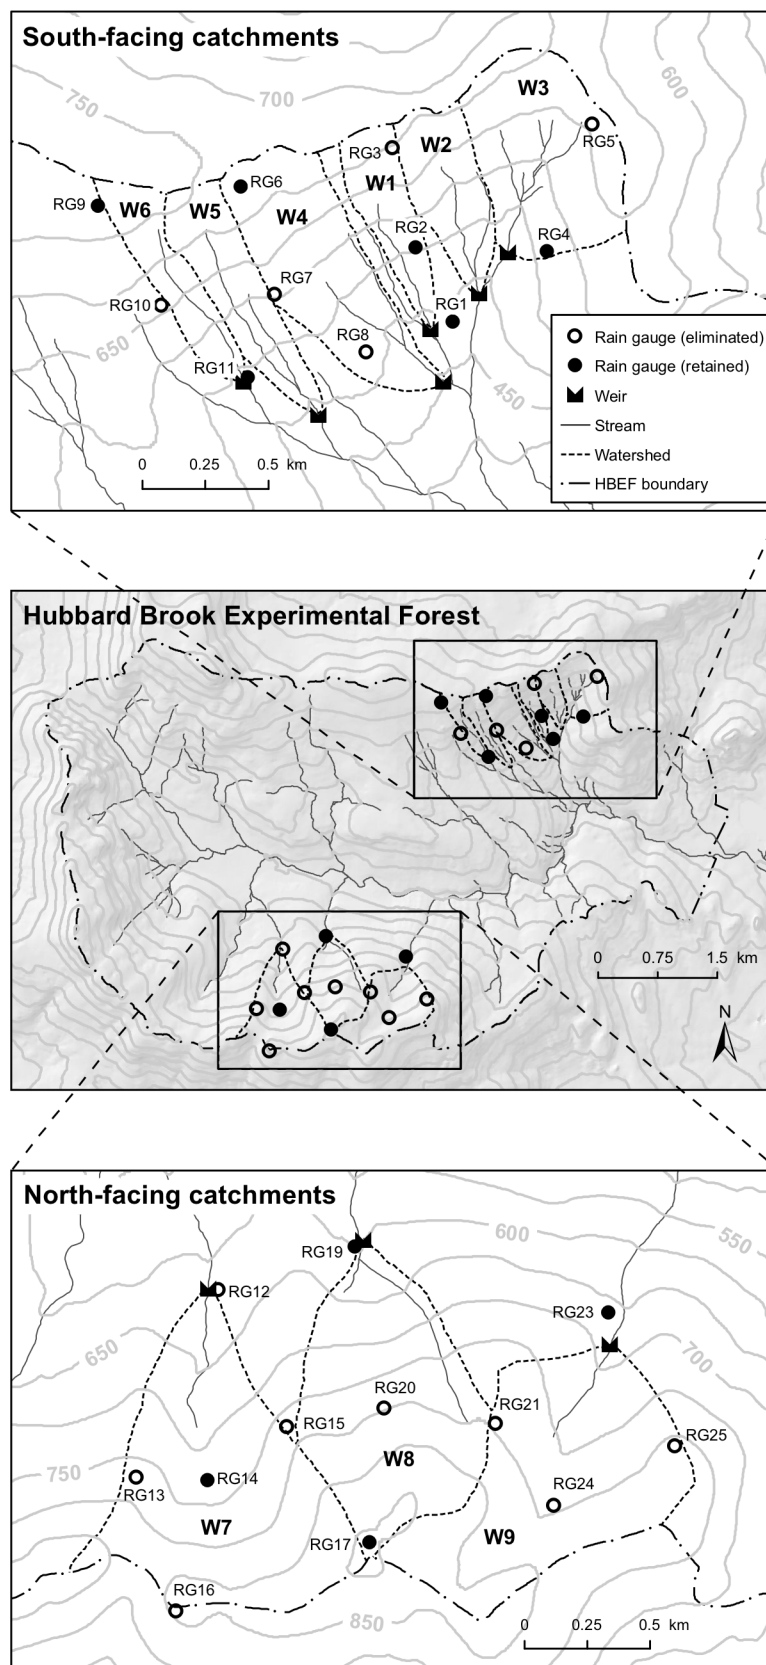 South-facing catchments
750
700
600
W3
RG3
W2
RG5
W1
RG6
RG9
W6
W5
W4
RG2
RG4
RG7
RG10
RG1
RG8
650
RG11
450
0 0.25 0.5 km
Rain gauge (eliminated)
Rain gauge (retained)
Weir
Stream
Watershed
HBEF boundary
Hubbard Brook Experimental Forest
0 0.75 1.5 km
N
North-facing catchments
600
550
RG19
RG12
RG23
650
700
RG20
RG21
RG15
RG25
W8
750
RG14
RG13
RG24
W7
W9
RG17
RG16
850
0 0.25 0.5 km